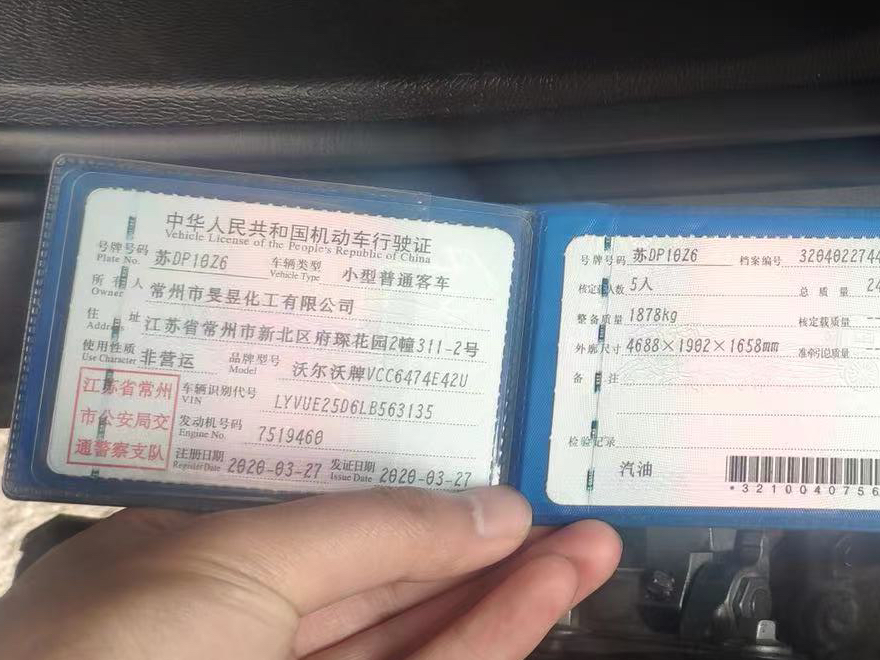 中华人民共和国机动车行驶证
Vehicle License of the People's Republic of China
号牌号码 Plate No. 苏DP10Z6 车辆类型 Vehicle Type 小型普通客车
所有人 Owner 常州市旻昱化工有限公司
住址 Address 江苏省常州市新北区府琛花园2幢311-2号
使用性质 Use Character 非营运 品牌型号 Model 沃尔沃牌VCC6474E42U
江苏省常州
市公安局交
通警察支队
车辆识别代号 VIN LYVUE25D6LB563135
发动机号码 Engine No. 7519460
注册日期 Register Date 2020-03-27 发证日期 Issue Date 2020-03-27
号牌号码 苏DP10Z6 档案编号 3204022744
核定载人数 5人 总质量 24
整备质量 1878kg 核定载质量 --
外廓尺寸 4688×1902×1658mm 准牵引总质量 --
备注
检验记录
汽油
*3210040756